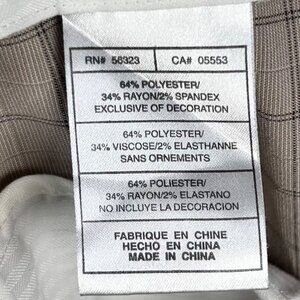 RN# 56323 CA# 05553
64% POLYESTER/
34% RAYON/2% SPANDEX
EXCLUSIVE OF DECORATION
64% POLYESTER/
34% VISCOSE/2% ELASTHANNE
SANS ORNEMENTS
64% POLIESTER/
34% RAYON/2% ELASTANO
NO INCLUYE LA DECORACION
FABRIQUE EN CHINE
HECHO EN CHINA
MADE IN CHINA